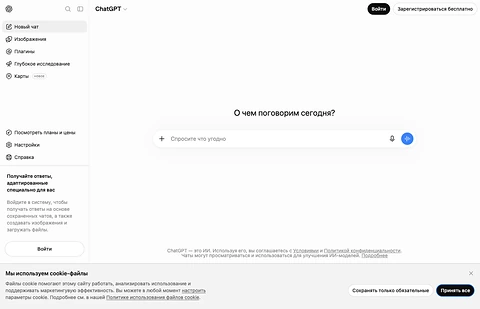 ChatGPT
Войти
Зарегистрироваться бесплатно
Новый чат
Изображения
Плагины
Глубокое исследование
Карты новое
Посмотреть планы и цены
Настройки
Справка
Получайте ответы,
адаптированные
специально для вас
Войдите в систему, чтобы
получать ответы на основе
сохраненных чатов, а также
создавать изображения и
загружать файлы.
Войти
О чем поговорим сегодня?
Спросите что угодно
ChatGPT — это ИИ. Используя его, вы соглашаетесь с Условиями и Политикой конфиденциальности.
Чаты могут просматриваться и использоваться для улучшения ИИ-моделей. Подробнее
Мы используем cookie-файлы
Файлы cookie помогают этому сайту работать, анализировать использование и
поддерживать маркетинговую эффективность. Вы можете в любой момент настроить
параметры cookie. Подробнее см. в нашей Политике использования файлов cookie.
Сохранять только обязательные
Принять все